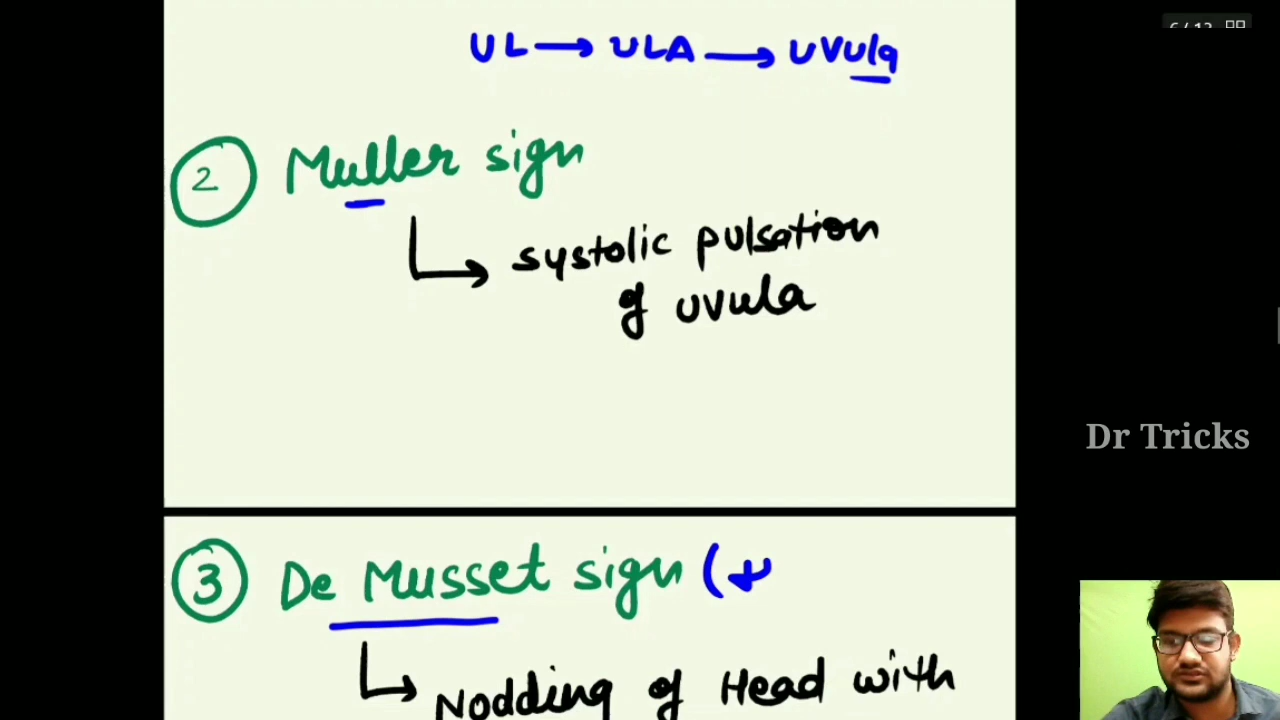 UL → ULA → UVula
2 Muller sign
↳ systolic pulsation
of uvula
Dr Tricks
3 De Musset sign (
↳ Nodding of Head with